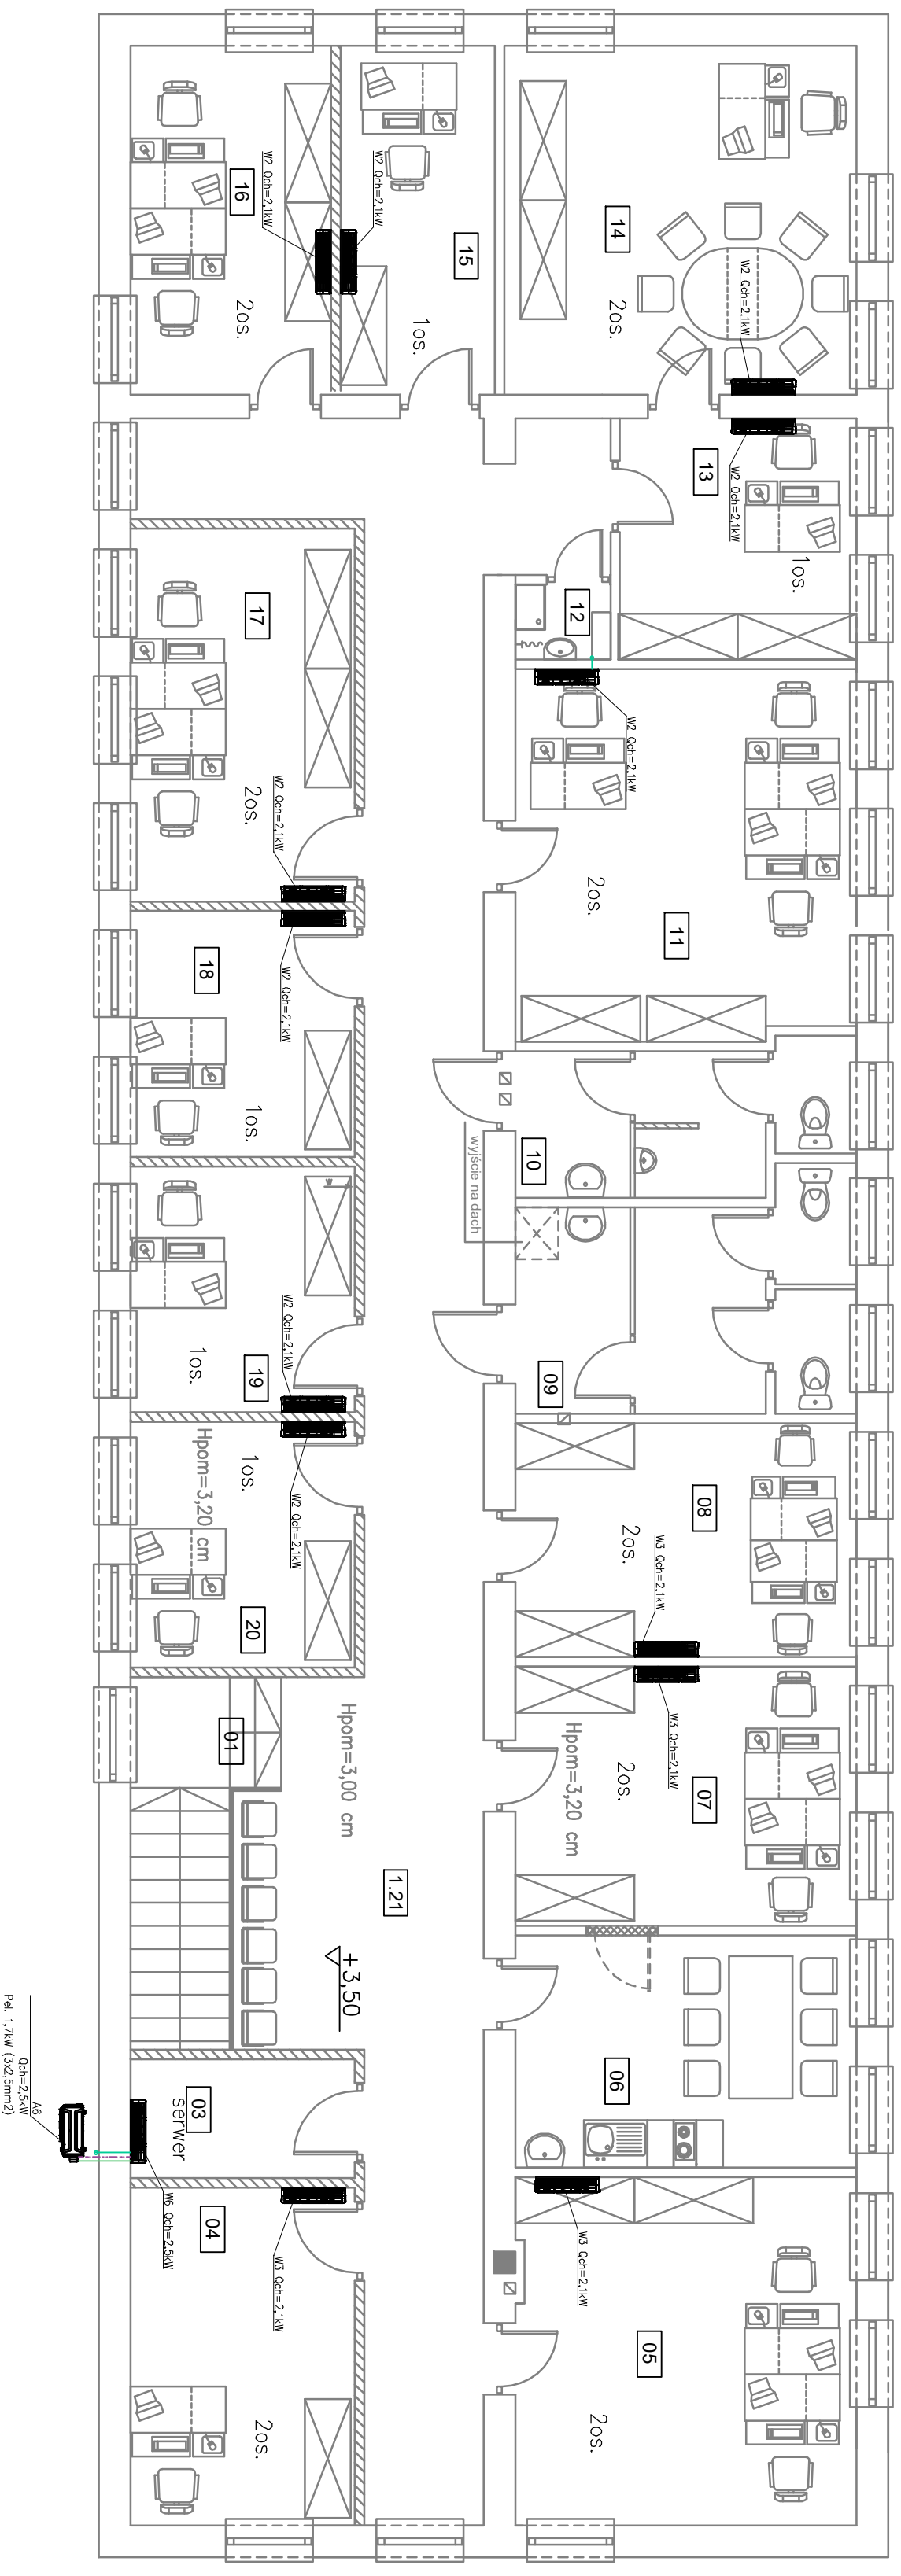 16
W2 Qch=2,1kW
2os.
W2 Qch=2,1kW
15
1os.
14
2os.
W2 Qch=2,1kW
13
W2 Qch=2,1kW
1os.
12
W2 Qch=2,1kW
2os.
11
17
2os.
W2 Qch=2,1kW
18
W2 Qch=2,1kW
1os.
10
wyjście na dach
09
W2 Qch=2,1kW
19
1os.
Hpom=3,20 cm
1os.
W2 Qch=2,1kW
20
08
2os.
W3 Qch=2,1kW
W3 Qch=2,1kW
07
2os.
Hpom=3,20 cm
01
Hpom=3,00 cm
1.21
+3,50
06
03
serwer
W6 Qch=2,5kW
A6
Qch=2,5kW
Pel. 1,7kW (3x2,5mm2)
04
W3 Qch=2,1kW
2os.
W3 Qch=2,1kW
05
2os.